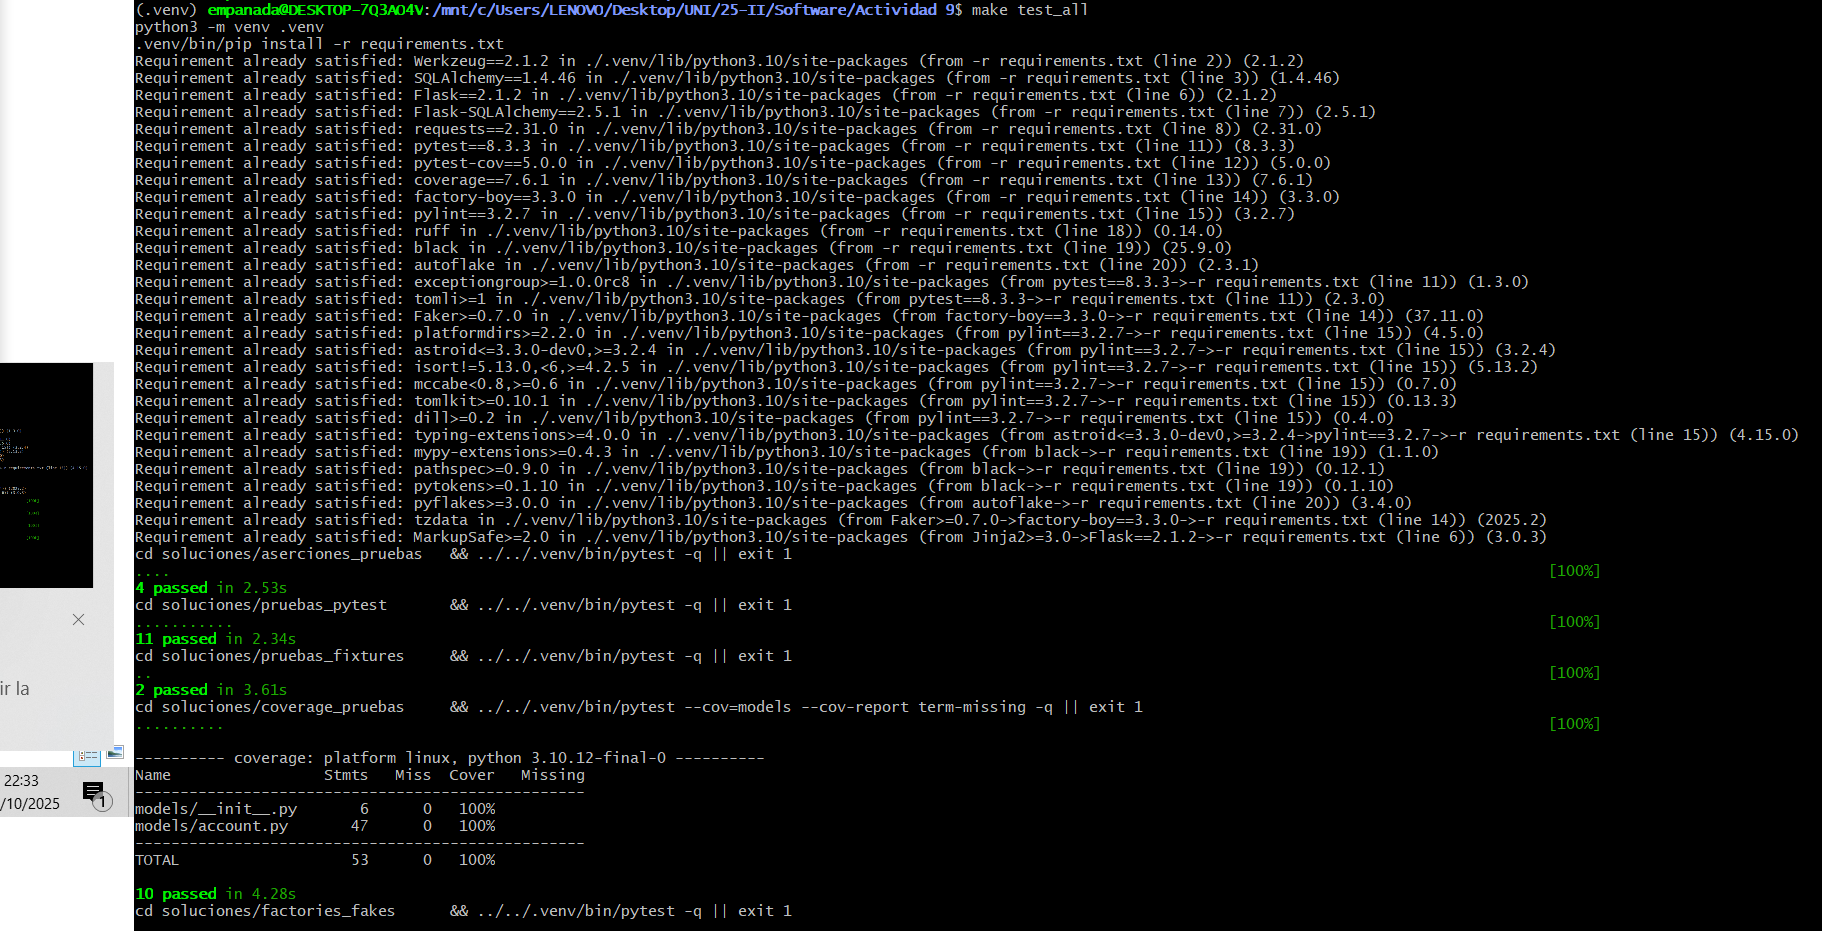 (.venv) empanada@DESKTOP-7Q3AO4V:/mnt/c/Users/LENOVO/Desktop/UNI/25-II/Software/Actividad 9$ make test_all
python3 -m venv .venv
.venv/bin/pip install -r requirements.txt
Requirement already satisfied: Werkzeug==2.1.2 in ./.venv/lib/python3.10/site-packages (from -r requirements.txt (line 2)) (2.1.2)
Requirement already satisfied: SQLAlchemy==1.4.46 in ./.venv/lib/python3.10/site-packages (from -r requirements.txt (line 3)) (1.4.46)
Requirement already satisfied: Flask==2.1.2 in ./.venv/lib/python3.10/site-packages (from -r requirements.txt (line 6)) (2.1.2)
Requirement already satisfied: Flask-SQLAlchemy==2.5.1 in ./.venv/lib/python3.10/site-packages (from -r requirements.txt (line 7)) (2.5.1)
Requirement already satisfied: requests==2.31.0 in ./.venv/lib/python3.10/site-packages (from -r requirements.txt (line 8)) (2.31.0)
Requirement already satisfied: pytest==8.3.3 in ./.venv/lib/python3.10/site-packages (from -r requirements.txt (line 11)) (8.3.3)
Requirement already satisfied: pytest-cov==5.0.0 in ./.venv/lib/python3.10/site-packages (from -r requirements.txt (line 12)) (5.0.0)
Requirement already satisfied: coverage==7.6.1 in ./.venv/lib/python3.10/site-packages (from -r requirements.txt (line 13)) (7.6.1)
Requirement already satisfied: factory-boy==3.3.0 in ./.venv/lib/python3.10/site-packages (from -r requirements.txt (line 14)) (3.3.0)
Requirement already satisfied: pylint==3.2.7 in ./.venv/lib/python3.10/site-packages (from -r requirements.txt (line 15)) (3.2.7)
Requirement already satisfied: ruff in ./.venv/lib/python3.10/site-packages (from -r requirements.txt (line 18)) (0.14.0)
Requirement already satisfied: black in ./.venv/lib/python3.10/site-packages (from -r requirements.txt (line 19)) (25.9.0)
Requirement already satisfied: autoflake in ./.venv/lib/python3.10/site-packages (from -r requirements.txt (line 20)) (2.3.1)
Requirement already satisfied: exceptiongroup>=1.0.0rc8 in ./.venv/lib/python3.10/site-packages (from pytest==8.3.3->-r requirements.txt (line 11)) (1.3.0)
Requirement already satisfied: tomli>=1 in ./.venv/lib/python3.10/site-packages (from pytest==8.3.3->-r requirements.txt (line 11)) (2.3.0)
Requirement already satisfied: Faker>=0.7.0 in ./.venv/lib/python3.10/site-packages (from factory-boy==3.3.0->-r requirements.txt (line 14)) (37.11.0)
Requirement already satisfied: platformdirs>=2.2.0 in ./.venv/lib/python3.10/site-packages (from pylint==3.2.7->-r requirements.txt (line 15)) (4.5.0)
Requirement already satisfied: astroid<=3.3.0-dev0,>=3.2.4 in ./.venv/lib/python3.10/site-packages (from pylint==3.2.7->-r requirements.txt (line 15)) (3.2.4)
Requirement already satisfied: isort!=5.13.0,<6,>=4.2.5 in ./.venv/lib/python3.10/site-packages (from pylint==3.2.7->-r requirements.txt (line 15)) (5.13.2)
Requirement already satisfied: mccabe<0.8,>=0.6 in ./.venv/lib/python3.10/site-packages (from pylint==3.2.7->-r requirements.txt (line 15)) (0.7.0)
Requirement already satisfied: tomlkit>=0.10.1 in ./.venv/lib/python3.10/site-packages (from pylint==3.2.7->-r requirements.txt (line 15)) (0.13.3)
Requirement already satisfied: dill>=0.2 in ./.venv/lib/python3.10/site-packages (from pylint==3.2.7->-r requirements.txt (line 15)) (0.4.0)
Requirement already satisfied: typing-extensions>=4.0.0 in ./.venv/lib/python3.10/site-packages (from astroid<=3.3.0-dev0,>=3.2.4->pylint==3.2.7->-r requirements.txt (line 15)) (4.15.0)
Requirement already satisfied: mypy-extensions>=0.4.3 in ./.venv/lib/python3.10/site-packages (from black->-r requirements.txt (line 19)) (1.1.0)
Requirement already satisfied: pathspec>=0.9.0 in ./.venv/lib/python3.10/site-packages (from black->-r requirements.txt (line 19)) (0.12.1)
Requirement already satisfied: pytokens>=0.1.10 in ./.venv/lib/python3.10/site-packages (from black->-r requirements.txt (line 19)) (0.1.10)
Requirement already satisfied: pyflakes>=3.0.0 in ./.venv/lib/python3.10/site-packages (from autoflake->-r requirements.txt (line 20)) (3.4.0)
Requirement already satisfied: tzdata in ./.venv/lib/python3.10/site-packages (from Faker>=0.7.0->factory-boy==3.3.0->-r requirements.txt (line 14)) (2025.2)
Requirement already satisfied: MarkupSafe>=2.0 in ./.venv/lib/python3.10/site-packages (from Jinja2>=3.0->Flask==2.1.2->-r requirements.txt (line 6)) (3.0.3)
cd soluciones/aserciones_pruebas   && ../../.venv/bin/pytest -q || exit 1
.... [100%]
4 passed in 2.53s
cd soluciones/pruebas_pytest       && ../../.venv/bin/pytest -q || exit 1
........... [100%]
11 passed in 2.34s
cd soluciones/pruebas_fixtures     && ../../.venv/bin/pytest -q || exit 1
.. [100%]
2 passed in 3.61s
cd soluciones/coverage_pruebas     && ../../.venv/bin/pytest --cov=models --cov-report term-missing -q || exit 1
.......... [100%]
---------- coverage: platform linux, python 3.10.12-final-0 ----------
Name                 Stmts   Miss  Cover   Missing
--------------------------------------------------
models/__init__.py       6      0   100%
models/account.py       47      0   100%
--------------------------------------------------
TOTAL                   53      0   100%
10 passed in 4.28s
cd soluciones/factories_fakes      && ../../.venv/bin/pytest -q || exit 1
ir la
22:33
/10/2025
1